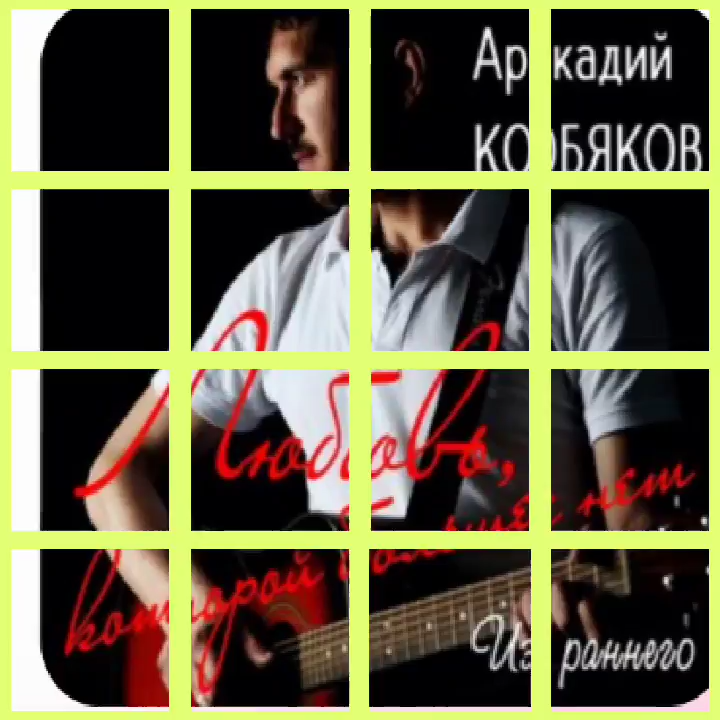 Аркадий
КОБЯКОВ
Любовь,
которой больше нет
Из раннего